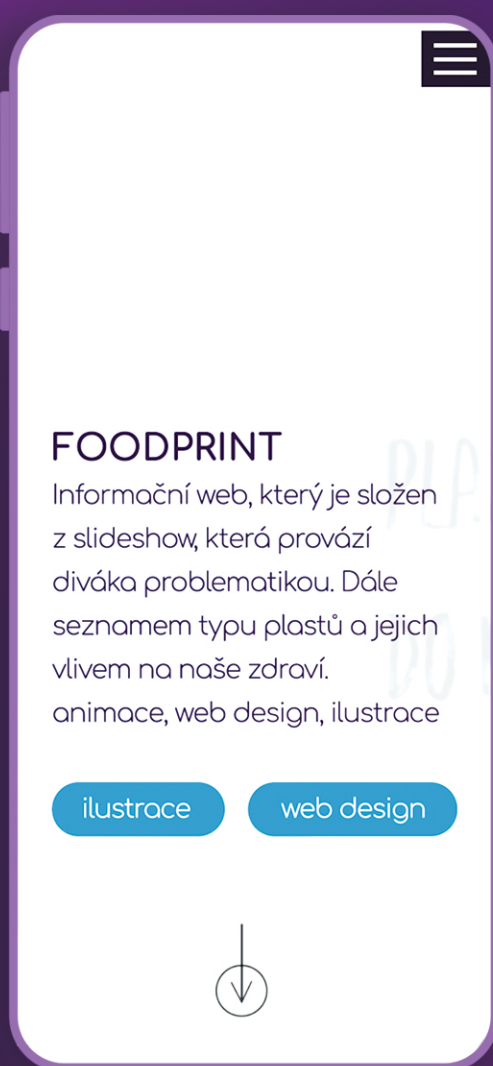 FOODPRINT
Informační web, který je složen
z slideshow, která provází
diváka problematikou. Dále
seznamem typu plastů a jejich
vlivem na naše zdraví.
animace, web design, ilustrace
ilustrace web design